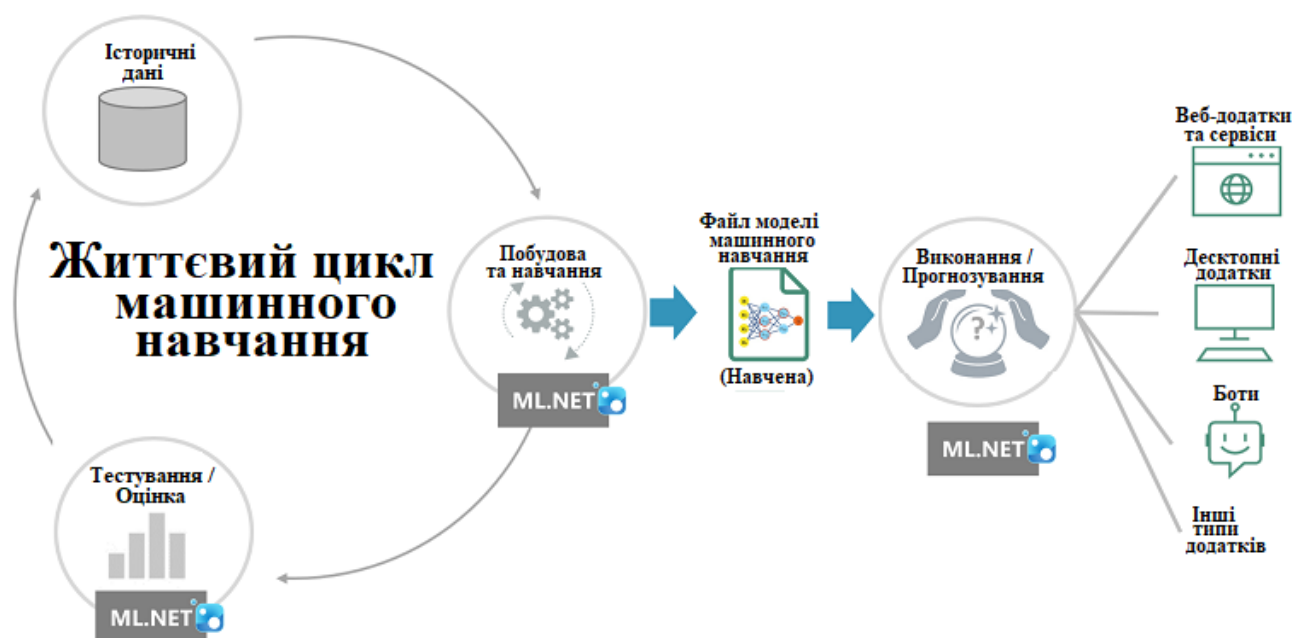 Історичні
дані
Життєвий цикл
машинного
навчання
Побудова
та навчання
ML.NET
Тестування /
Оцінка
ML.NET
Файл моделі
машинного
навчання
(Навчена)
Виконання /
Прогнозування
?
ML.NET
Веб-додатки
та сервіси
Десктопні
додатки
Боти
Інші
типи
додатків